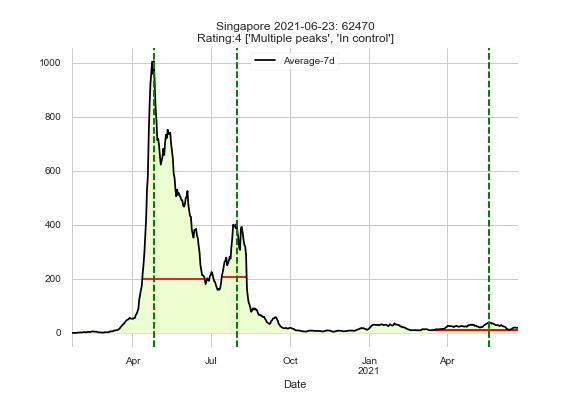 Singapore 2021-06-23: 62470
Rating:4 ['Multiple peaks', 'In control']
Average-7d
1000
800
600
400
200
0
Apr
Jul
Oct
Jan
2021
Apr
Date